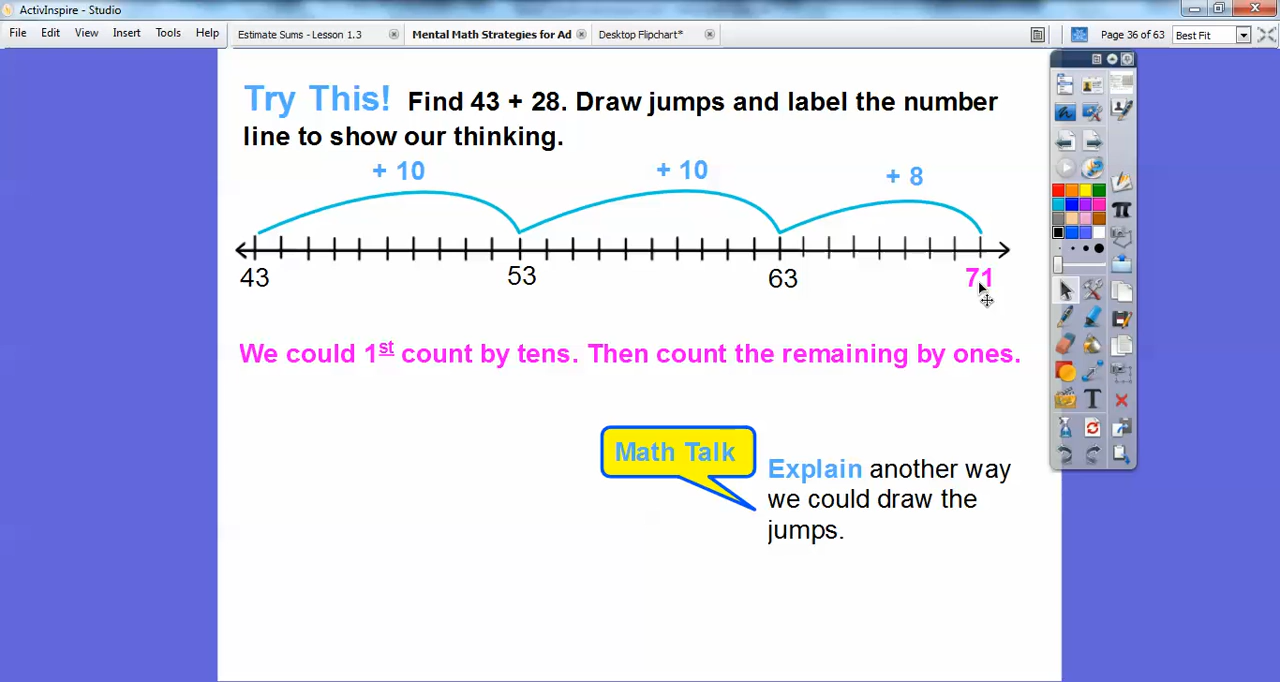 ActivInspire - Studio
File Edit View Insert Tools Help
Estimate Sums - Lesson 1.3
Mental Math Strategies for Ad
Desktop Flipchart*
Page 36 of 63
Best Fit
Try This! Find 43 + 28. Draw jumps and label the number
line to show our thinking.
+ 10 + 10 + 8
43 53 63 71
We could 1st count by tens. Then count the remaining by ones.
Math Talk
Explain another way
we could draw the
jumps.